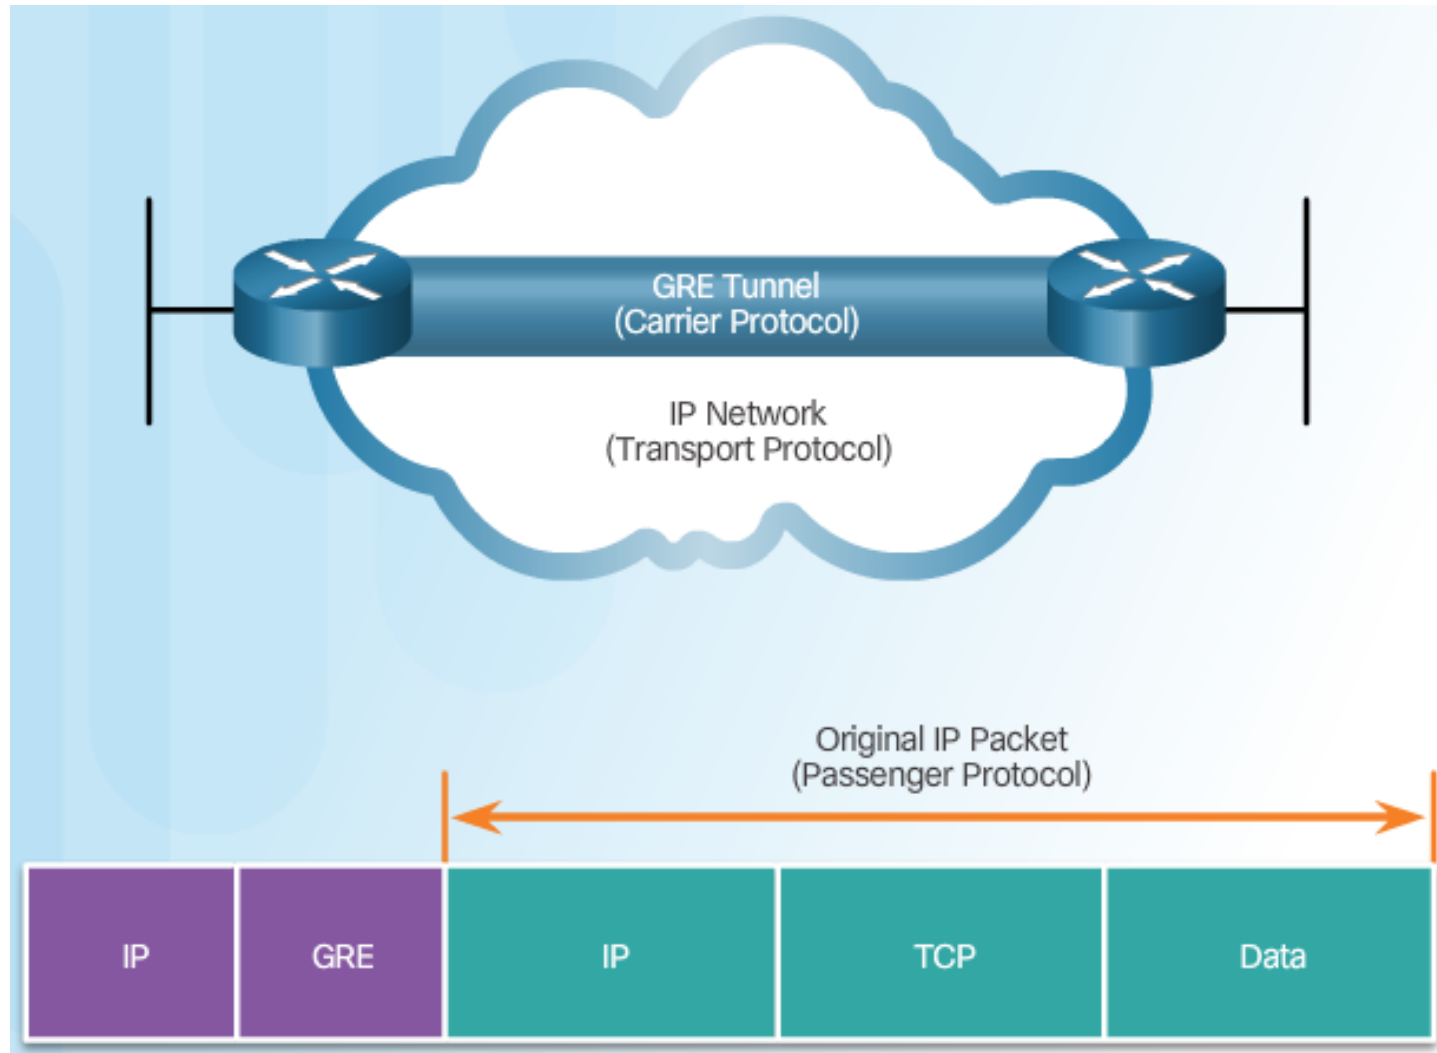 GRE Tunnel
(Carrier Protocol)
IP Network
(Transport Protocol)
Original IP Packet
(Passenger Protocol)
IP
GRE
IP
TCP
Data